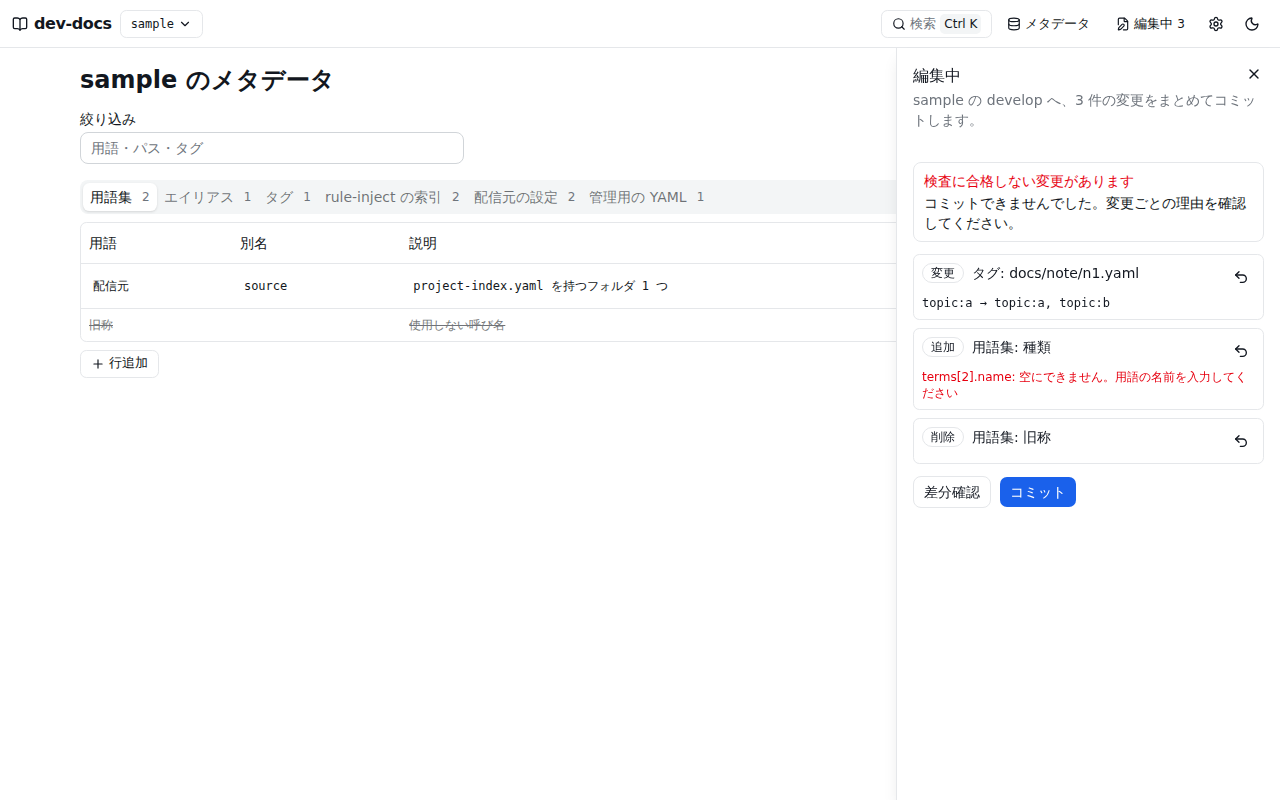 dev-docs sample 検索 Ctrl K メタデータ 編集中 3
sample のメタデータ
絞り込み
用語・パス・タグ
用語集 2 エイリアス 1 タグ 1 rule-inject の索引 2 配信元の設定 2 管理用の YAML 1
用語 別名 説明
配信元 source project-index.yaml を持つフォルダ 1 つ
旧称 使用しない呼び名
行追加
編集中
sample の develop へ、3 件の変更をまとめてコミッ
トします。
検査に合格しない変更があります
コミットできませんでした。変更ごとの理由を確認
してください。
変更 タグ: docs/note/n1.yaml
topic:a → topic:a, topic:b
追加 用語集: 種類
terms[2].name: 空にできません。用語の名前を入力してく
ださい
削除 用語集: 旧称
差分確認 コミット